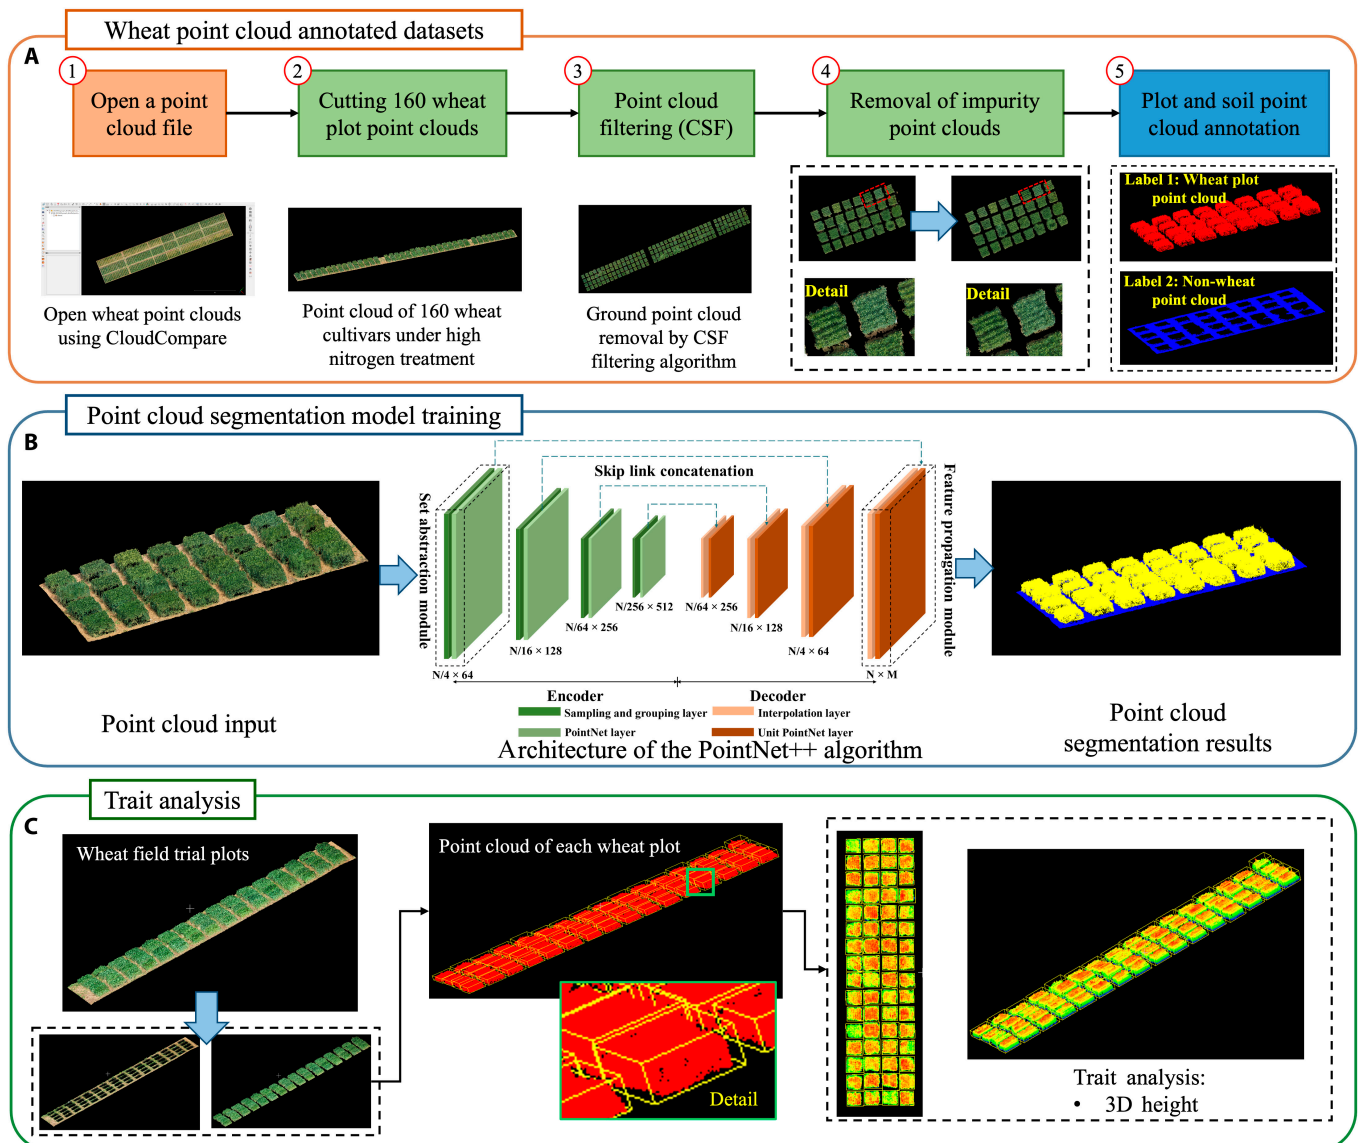 Wheat point cloud annotated datasets
A
1
Open a point
cloud file
2
Cutting 160 wheat
plot point clouds
3
Point cloud
filtering (CSF)
4
Removal of impurity
point clouds
5
Plot and soil point
cloud annotation
Open wheat point clouds
using CloudCompare
Point cloud of 160 wheat
cultivars under high
nitrogen treatment
Ground point cloud
removal by CSF
filtering algorithm
Detail
Detail
Label 1: Wheat plot
point cloud
Label 2: Non-wheat
point cloud
Point cloud segmentation model training
B
Point cloud input
Set abstraction module
Skip link concatenation
Feature propagation module
N/4 × 64
N/16 × 128
N/64 × 256
N/256 × 512
N/64 × 256
N/16 × 128
N/4 × 64
N × M
Encoder
Decoder
Sampling and grouping layer
Interpolation layer
PointNet layer
Unit PointNet layer
Architecture of the PointNet++ algorithm
Point cloud
segmentation results
Trait analysis
C
Wheat field trial plots
Point cloud of each wheat plot
Detail
Trait analysis:
• 3D height